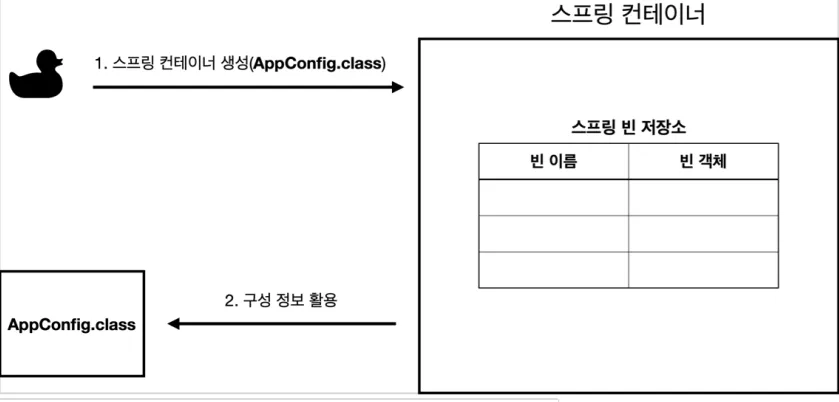 스프링 컨테이너
1. 스프링 컨테이너 생성(AppConfig.class)
스프링 빈 저장소
빈 이름
빈 객체
2. 구성 정보 활용
AppConfig.class